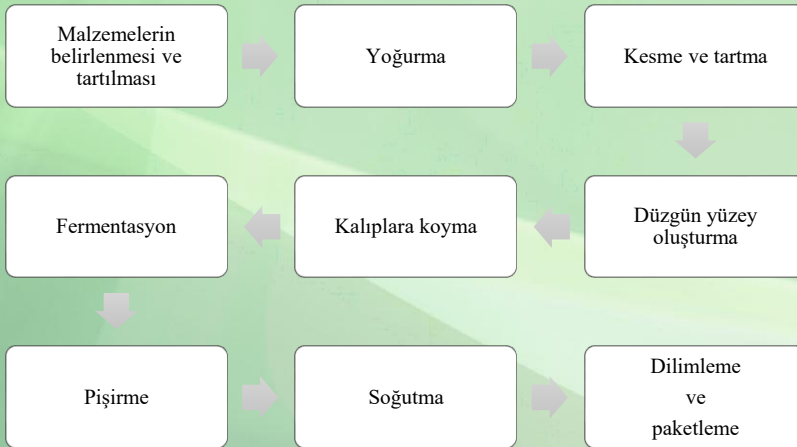 Malzemelerin
belirlenmesi ve
tartılması
Yoğurma
Kesme ve tartma
Düzgün yüzey
oluşturma
Kalıplara koyma
Fermentasyon
Pişirme
Soğutma
Dilimleme
ve
paketleme